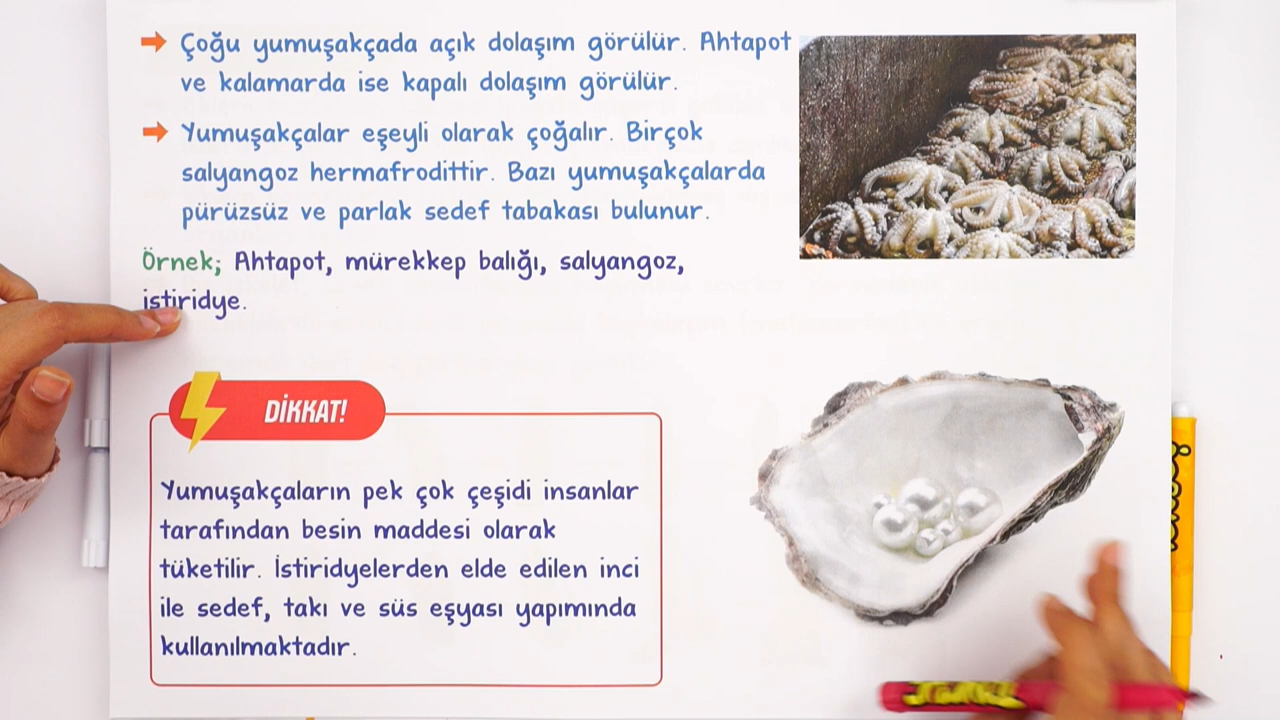 Çoğu yumuşakçada açık dolaşım görülür. Ahtapot
ve kalamarda ise kapalı dolaşım görülür.
Yumuşakçalar eşeyli olarak çoğalır. Birçok
salyangoz hermafrodittir. Bazı yumuşakçalarda
pürüzsüz ve parlak sedef tabakası bulunur.
Örnek; Ahtapot, mürekkep balığı, salyangoz,
istiridye.
DİKKAT!
Yumuşakçaların pek çok çeşidi insanlar
tarafından besin maddesi olarak
tüketilir. İstiridyelerden elde edilen inci
ile sedef, takı ve süs eşyası yapımında
kullanılmaktadır.